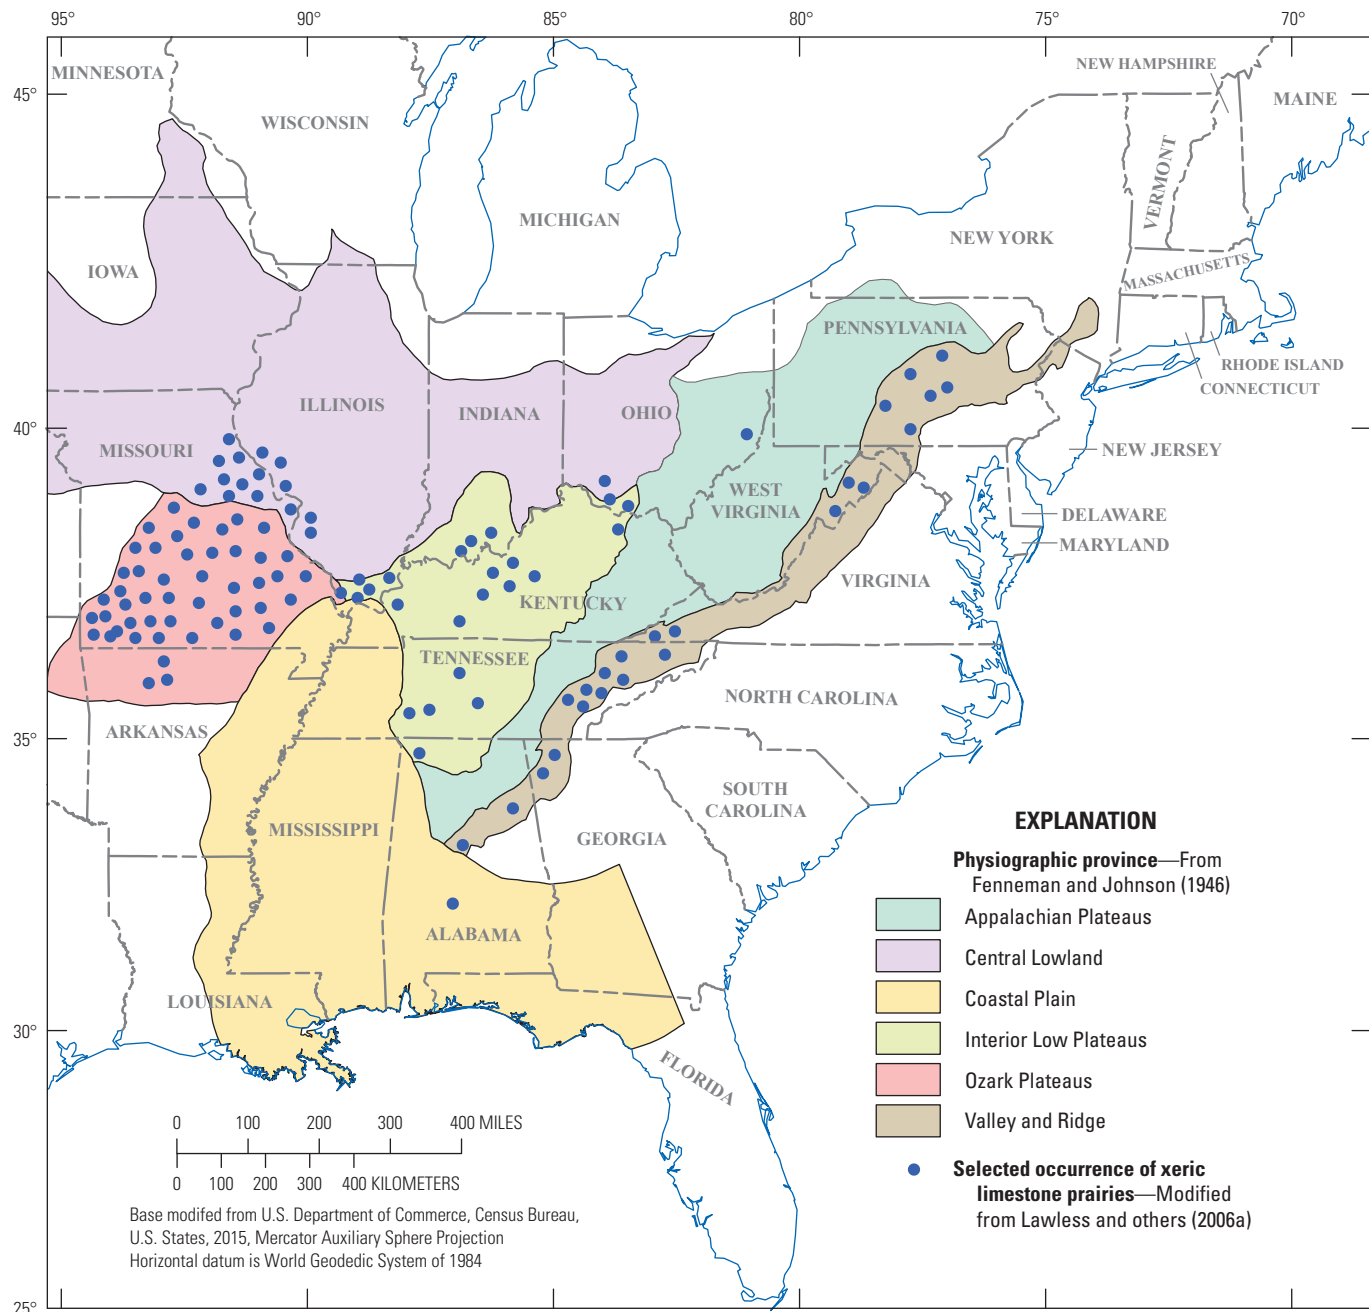 95°
90°
85°
80°
75°
70°
45°
40°
35°
30°
25°
MINNESOTA
WISCONSIN
MICHIGAN
IOWA
NEW HAMPSHIRE
MAINE
VERMONT
NEW YORK
MASSACHUSETTS
RHODE ISLAND
CONNECTICUT
PENNSYLVANIA
ILLINOIS
INDIANA
OHIO
MISSOURI
NEW JERSEY
WEST
VIRGINIA
DELAWARE
MARYLAND
VIRGINIA
KENTUCKY
TENNESSEE
NORTH CAROLINA
ARKANSAS
SOUTH
CAROLINA
MISSISSIPPI
GEORGIA
ALABAMA
LOUISIANA
FLORIDA
EXPLANATION
Physiographic province—From
Fenneman and Johnson (1946)
Appalachian Plateaus
Central Lowland
Coastal Plain
Interior Low Plateaus
Ozark Plateaus
Valley and Ridge
Selected occurrence of xeric
limestone prairies—Modified
from Lawless and others (2006a)
0 100 200 300 400 MILES
0 100 200 300 400 KILOMETERS
Base modifed from U.S. Department of Commerce, Census Bureau,
U.S. States, 2015, Mercator Auxiliary Sphere Projection
Horizontal datum is World Geodedic System of 1984